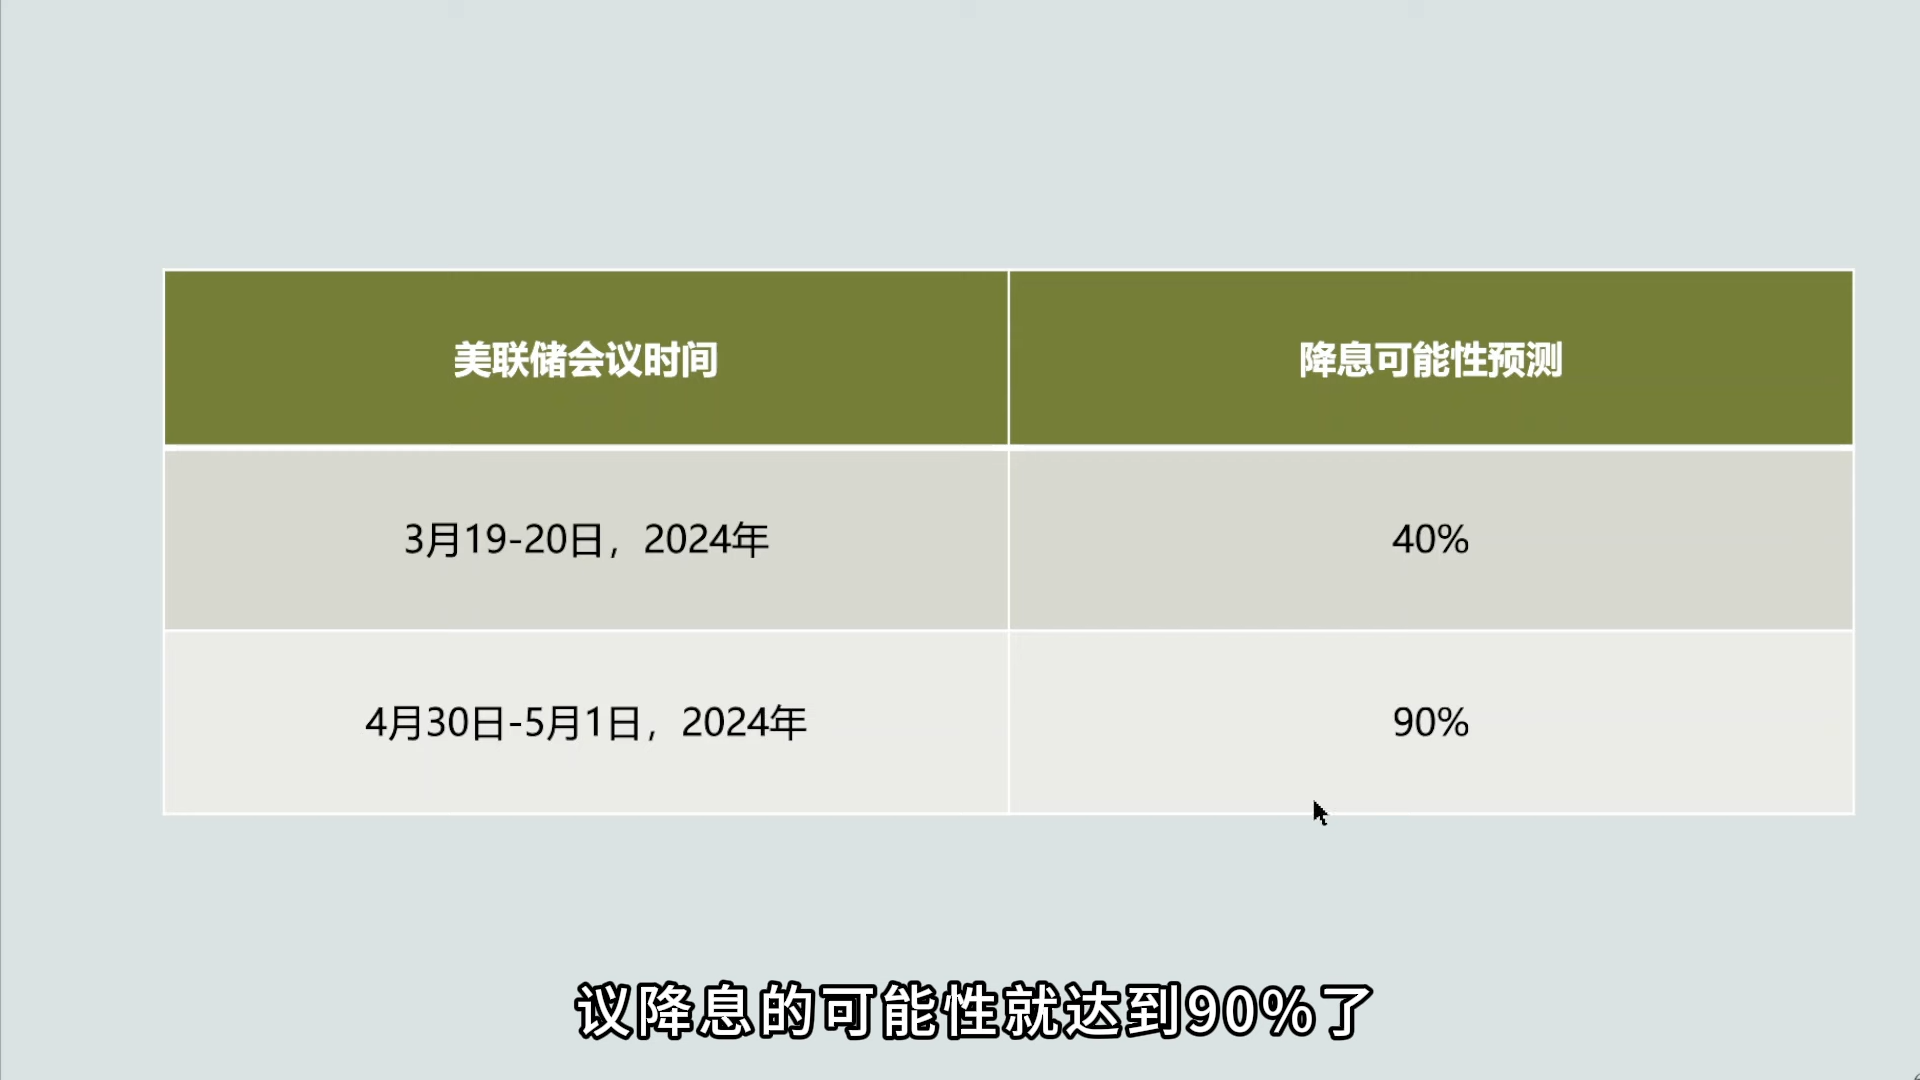 美联储会议时间
降息可能性预测
3月19-20日，2024年
40%
4月30日-5月1日，2024年
90%
议降息的可能性就达到90%了